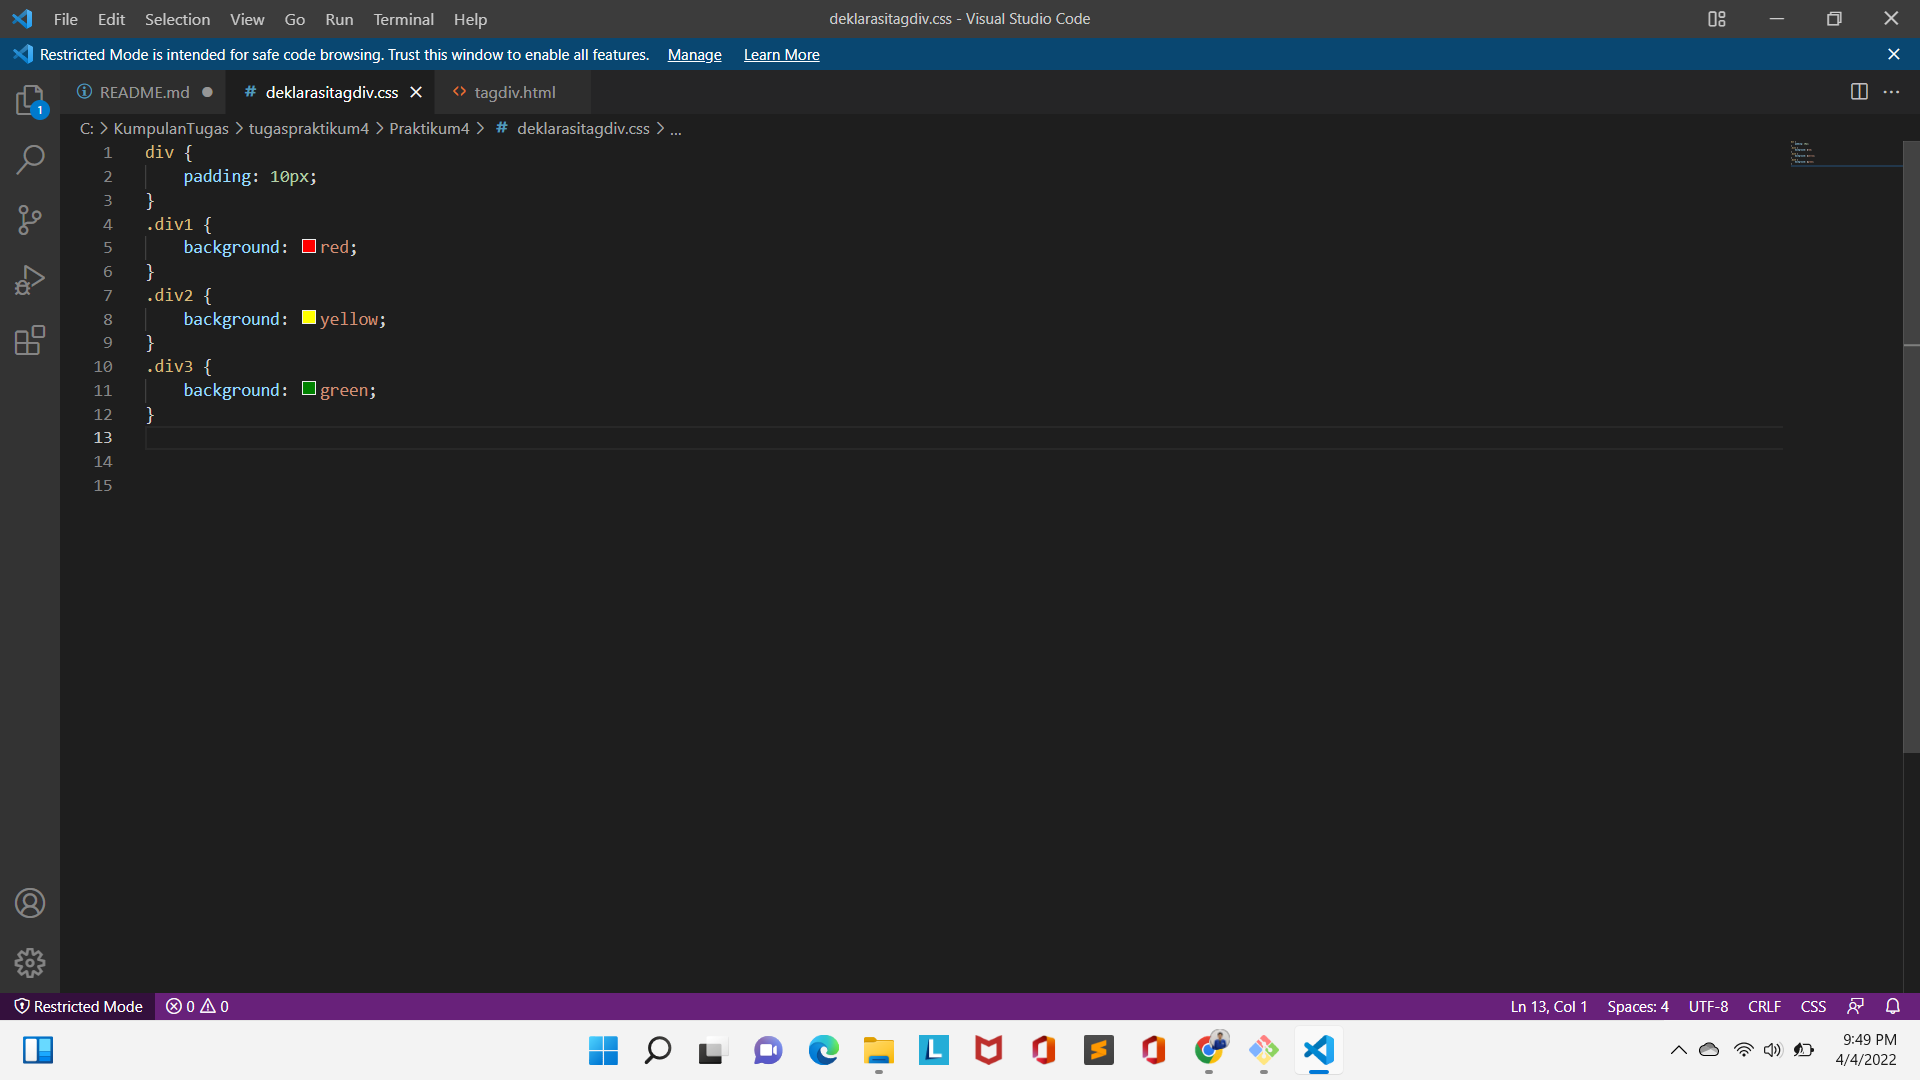 File Edit Selection View Go Run Terminal Help
deklarasitagdiv.css - Visual Studio Code
Restricted Mode is intended for safe code browsing. Trust this window to enable all features. Manage Learn More
1
README.md
# deklarasitagdiv.css
<> tagdiv.html
C: > KumpulanTugas > tugaspraktikum4 > Praktikum4 > # deklarasitagdiv.css > ...
1 div {
2     padding: 10px;
3 }
4 .div1 {
5     background: red;
6 }
7 .div2 {
8     background: yellow;
9 }
10 .div3 {
11     background: green;
12 }
13
14
15
Restricted Mode 0 0
Ln 13, Col 1 Spaces: 4 UTF-8 CRLF CSS
L
9:49 PM
4/4/2022